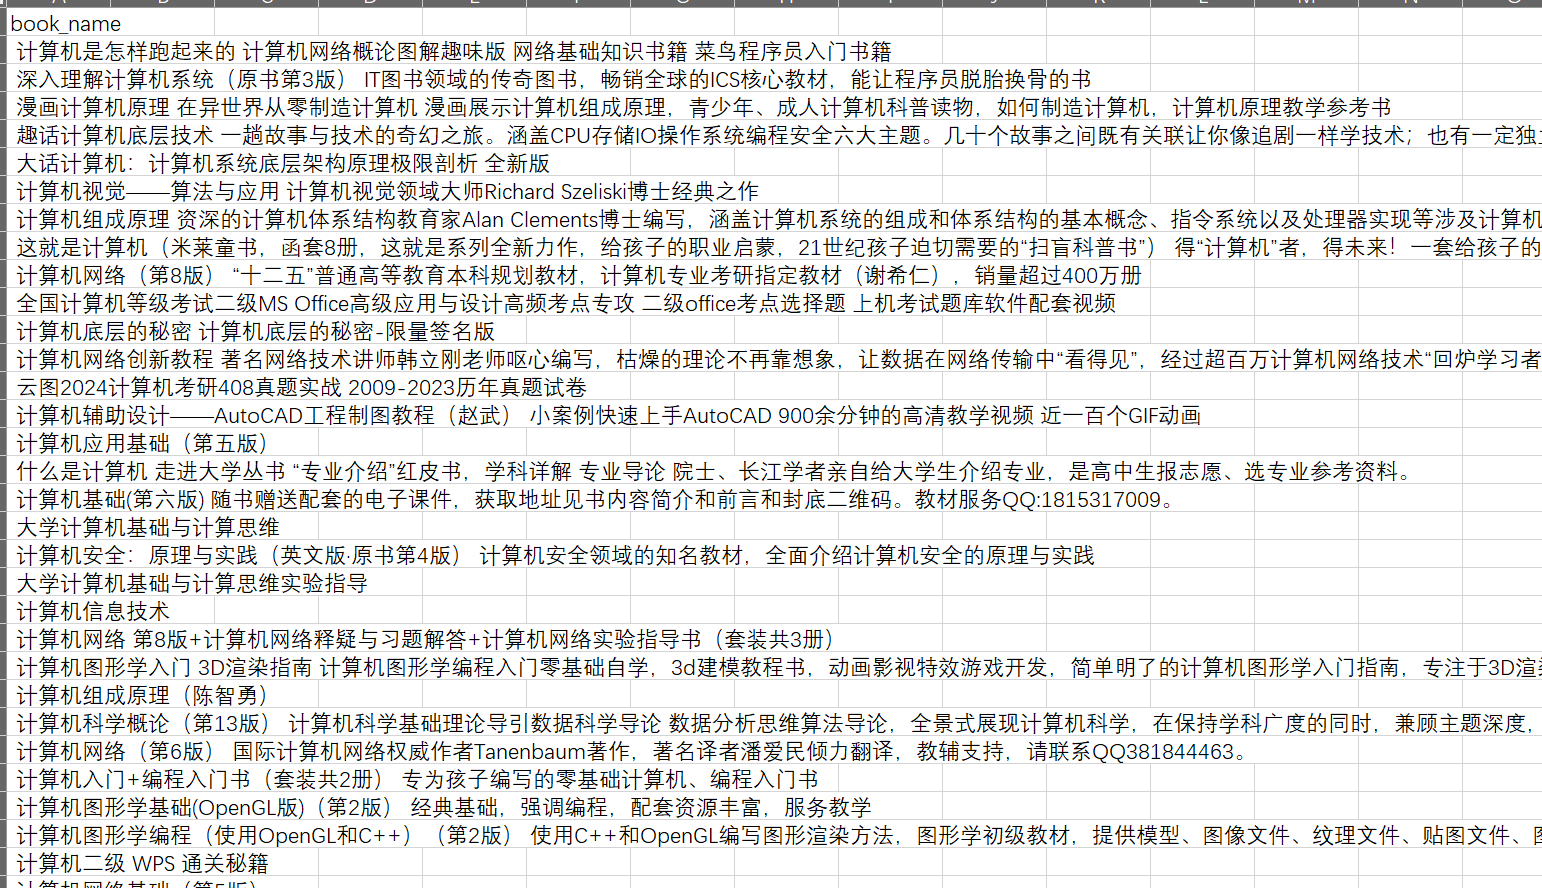 book_name
计算机是怎样跑起来的 计算机网络概论图解趣味版 网络基础知识书籍 菜鸟程序员入门书籍
深入理解计算机系统（原书第3版） IT图书领域的传奇图书，畅销全球的ICS核心教材，能让程序员脱胎换骨的书
漫画计算机原理 在异世界从零制造计算机 漫画展示计算机组成原理，青少年、成人计算机科普读物，如何制造计算机，计算机原理教学参考书
趣话计算机底层技术 一趟故事与技术的奇幻之旅。涵盖CPU存储IO操作系统编程安全六大主题。几十个故事之间既有关联让你像追剧一样学技术；也有一定独
大话计算机：计算机系统底层架构原理极限剖析 全新版
计算机视觉——算法与应用 计算机视觉领域大师Richard Szeliski博士经典之作
计算机组成原理 资深的计算机体系结构教育家Alan Clements博士编写，涵盖计算机系统的组成和体系结构的基本概念、指令系统以及处理器实现等涉及计算机
这就是计算机（米莱童书，函套8册，这就是系列全新力作，给孩子的职业启蒙，21世纪孩子迫切需要的“扫盲科普书”） 得“计算机”者，得未来！一套给孩子的
计算机网络（第8版） “十二五”普通高等教育本科规划教材，计算机专业考研指定教材（谢希仁），销量超过400万册
全国计算机等级考试二级MS Office高级应用与设计高频考点专攻 二级office考点选择题 上机考试题库软件配套视频
计算机底层的秘密 计算机底层的秘密-限量签名版
计算机网络创新教程 著名网络技术讲师韩立刚老师呕心编写，枯燥的理论不再靠想象，让数据在网络传输中“看得见”，经过超百万计算机网络技术“回炉学习者
云图2024计算机考研408真题实战 2009-2023历年真题试卷
计算机辅助设计——AutoCAD工程制图教程（赵武） 小案例快速上手AutoCAD 900余分钟的高清教学视频 近一百个GIF动画
计算机应用基础（第五版）
什么是计算机 走进大学丛书 “专业介绍”红皮书，学科详解 专业导论 院士、长江学者亲自给大学生介绍专业，是高中生报志愿、选专业参考资料。
计算机基础(第六版) 随书赠送配套的电子课件，获取地址见书内容简介和前言和封底二维码。教材服务QQ:1815317009。
大学计算机基础与计算思维
计算机安全：原理与实践（英文版·原书第4版） 计算机安全领域的知名教材，全面介绍计算机安全的原理与实践
大学计算机基础与计算思维实验指导
计算机信息技术
计算机网络 第8版+计算机网络释疑与习题解答+计算机网络实验指导书（套装共3册）
计算机图形学入门 3D渲染指南 计算机图形学编程入门零基础自学，3d建模教程书，动画影视特效游戏开发，简单明了的计算机图形学入门指南，专注于3D渲
计算机组成原理（陈智勇）
计算机科学概论（第13版） 计算机科学基础理论导引数据科学导论 数据分析思维算法导论，全景式展现计算机科学，在保持学科广度的同时，兼顾主题深度，
计算机网络（第6版） 国际计算机网络权威作者Tanenbaum著作，著名译者潘爱民倾力翻译，教辅支持，请联系QQ381844463。
计算机入门+编程入门书（套装共2册） 专为孩子编写的零基础计算机、编程入门书
计算机图形学基础(OpenGL版)（第2版） 经典基础，强调编程，配套资源丰富，服务教学
计算机图形学编程（使用OpenGL和C++）（第2版） 使用C++和OpenGL编写图形渲染方法，图形学初级教材，提供模型、图像文件、纹理文件、贴图文件、
计算机二级 WPS 通关秘籍